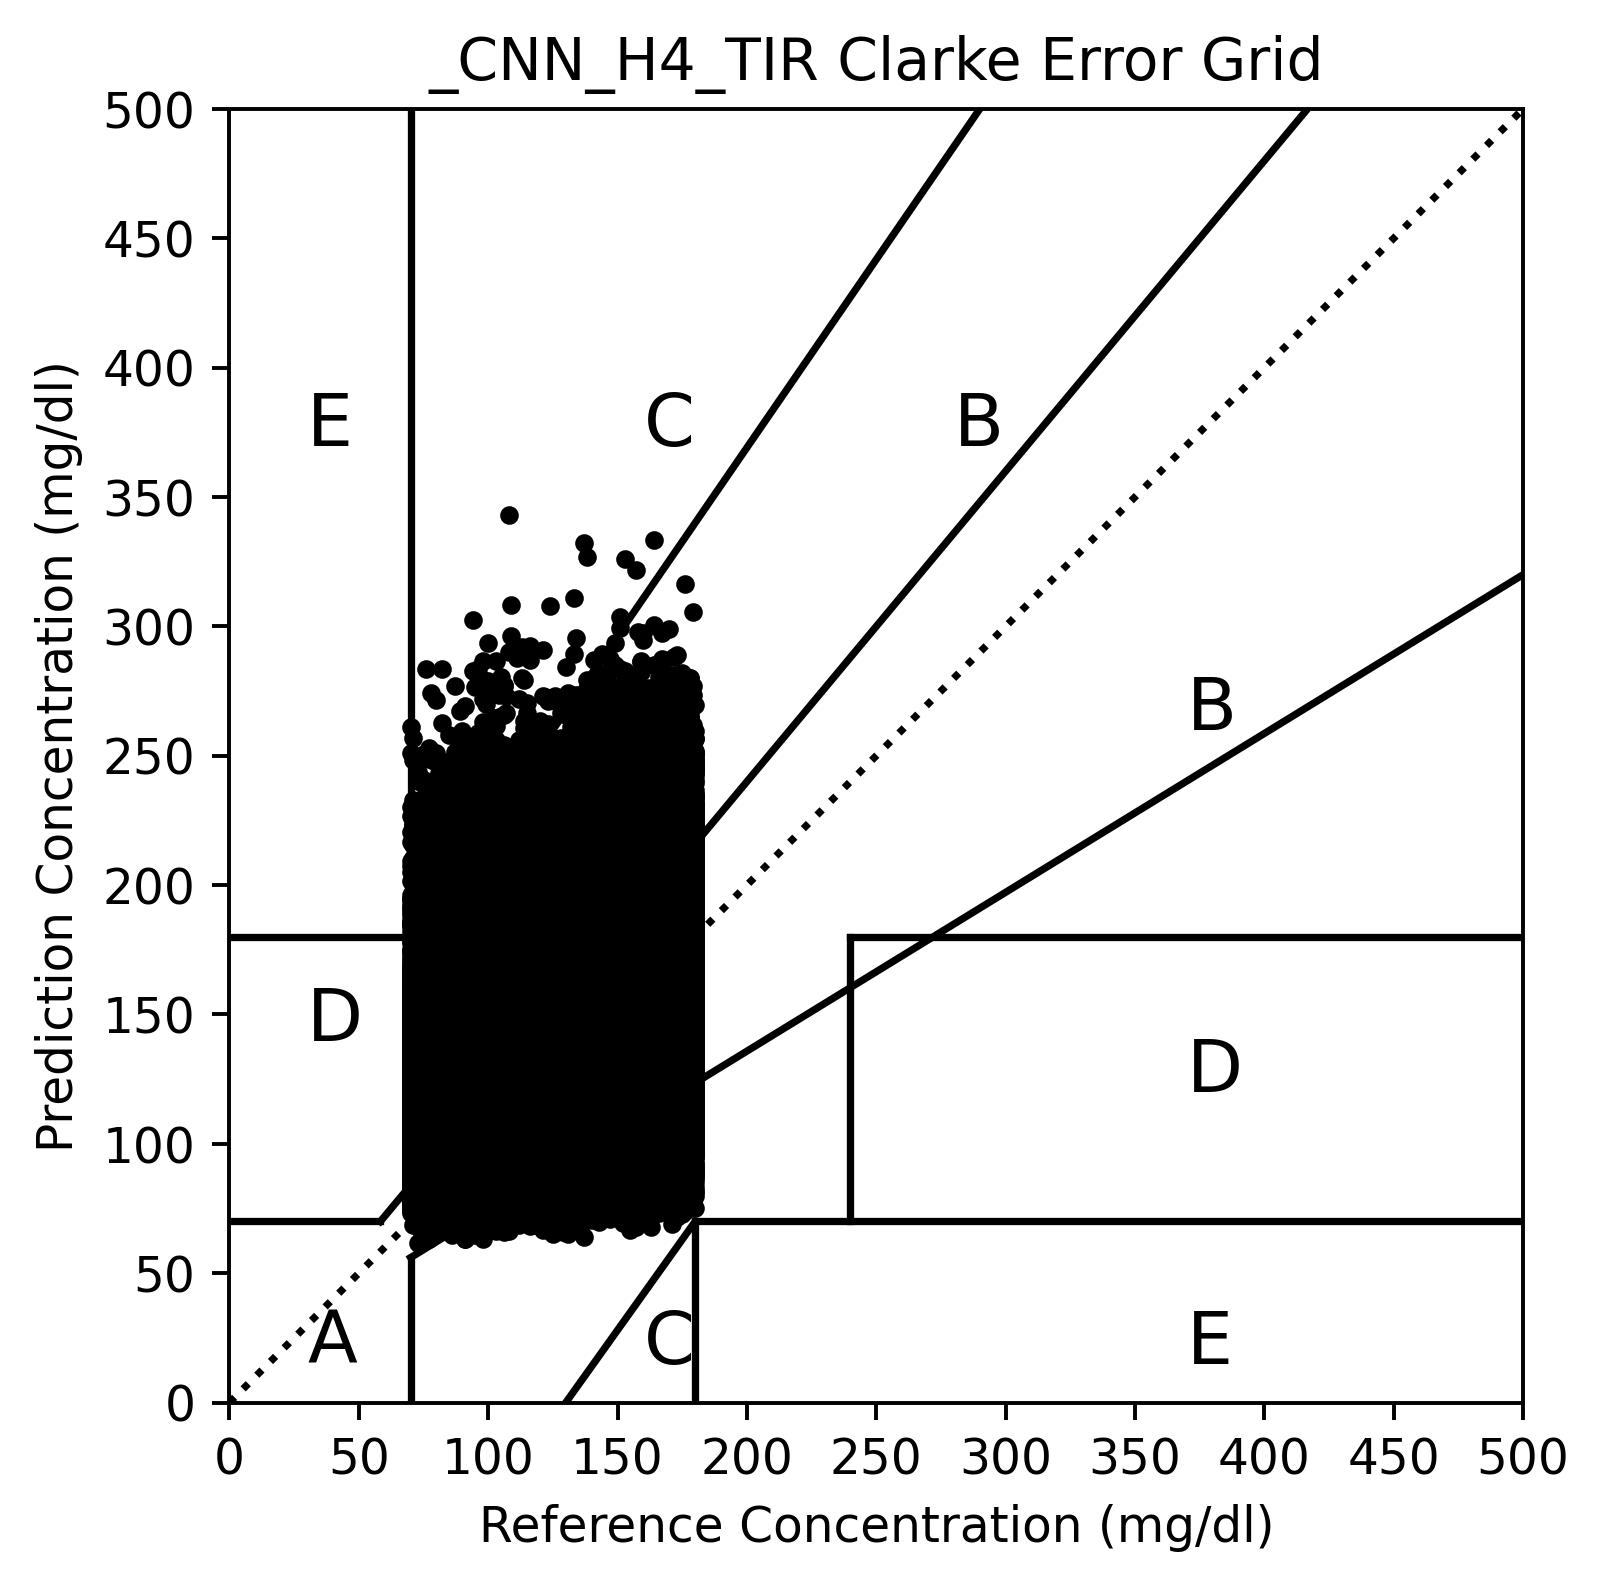 _CNN_H4_TIR Clarke Error Grid
Prediction Concentration (mg/dl)
500
450
400
350
300
250
200
150
100
50
0
E
C
B
B
D
D
A
C
E
0 50 100 150 200 250 300 350 400 450 500
Reference Concentration (mg/dl)